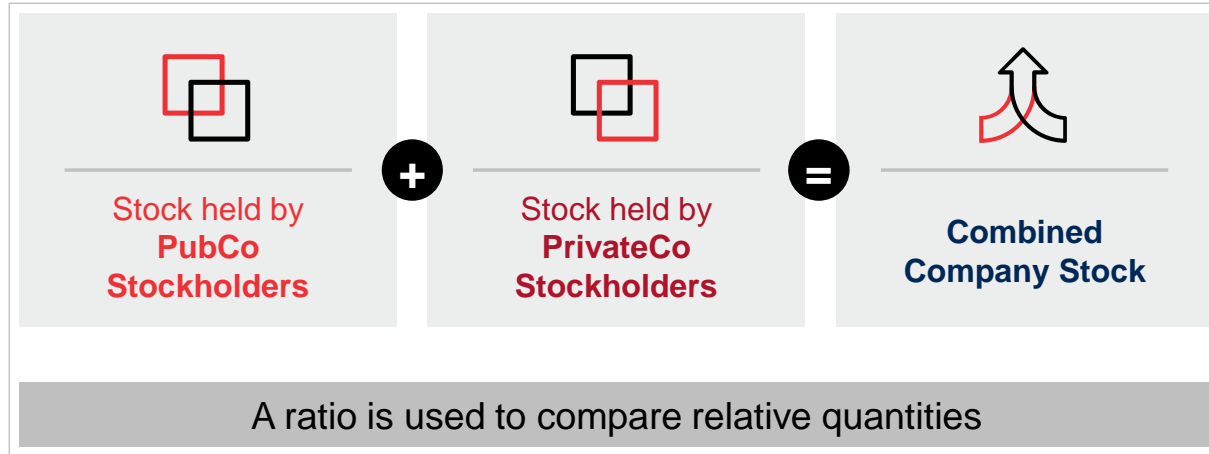 Stock held by
PubCo
Stockholders
+
Stock held by
PrivateCo
Stockholders
=
Combined
Company Stock
A ratio is used to compare relative quantities